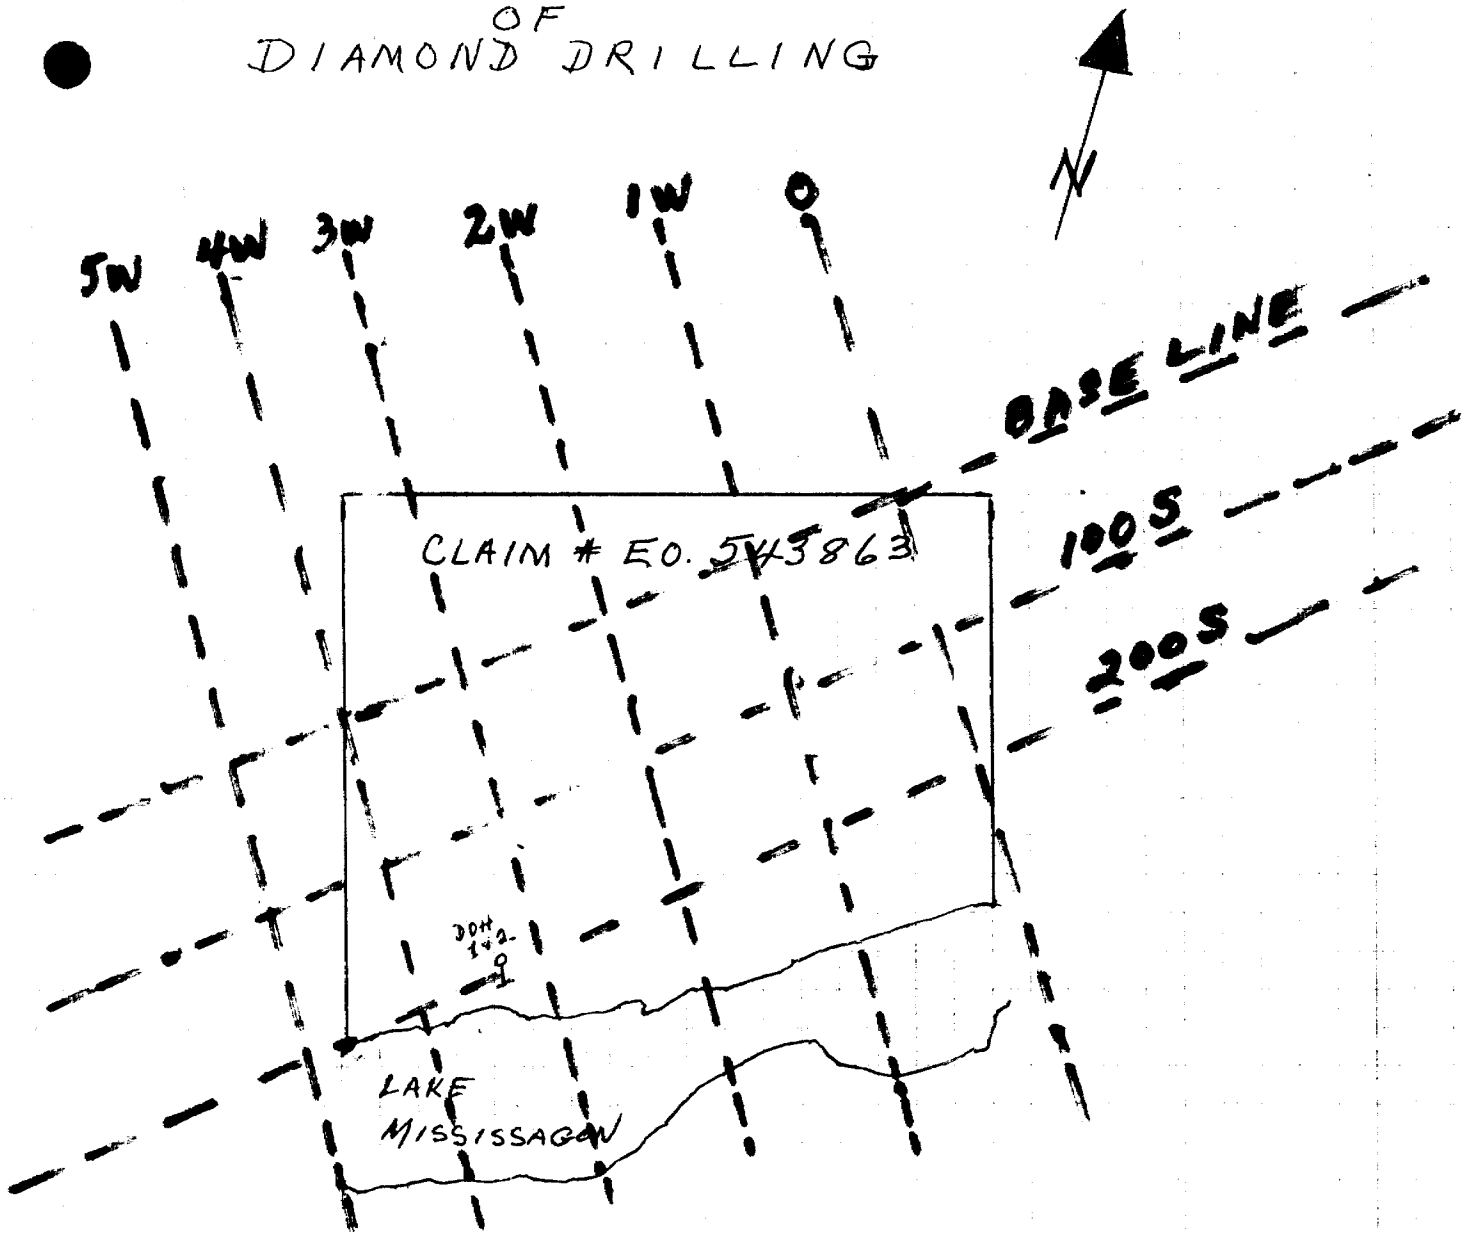 OF
DIAMOND DRILLING
N
5W 4W 3W 2W 1W 0
BASE LINE
100S
200S
CLAIM # EO. 543863
DDH
1+2
LAKE
MISSISSAGON